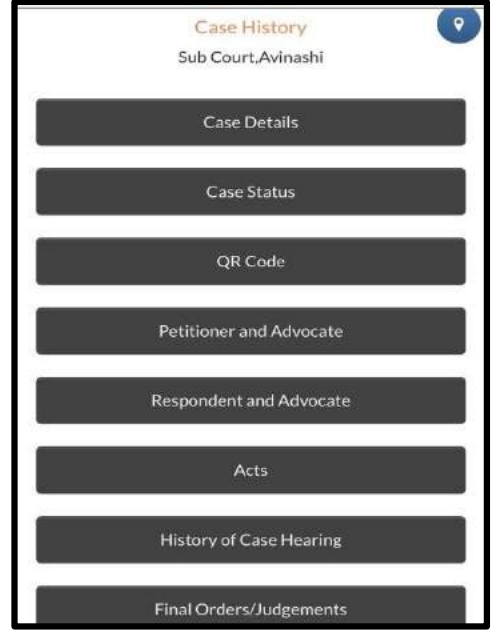 Case History
Sub Court,Avinashi
Case Details
Case Status
QR Code
Petitioner and Advocate
Respondent and Advocate
Acts
History of Case Hearing
Final Orders/Judgements